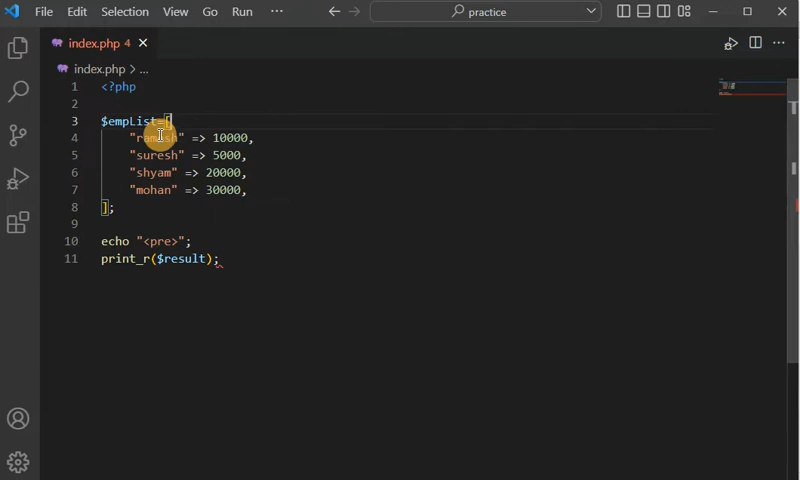 File Edit Selection View Go Run ··· practice
index.php 4
index.php > ...
1 <?php
2
3 $empList=[
4 "ramesh" => 10000,
5 "suresh" => 5000,
6 "shyam" => 20000,
7 "mohan" => 30000,
8 ];
9
10 echo "<pre>";
11 print_r($result);